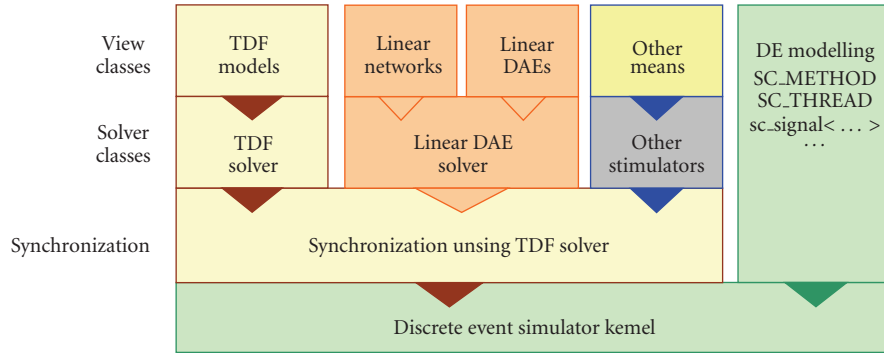 View
classes
TDF
models
Linear
networks
Linear
DAEs
Other
means
DE modelling
SC_METHOD
SC_THREAD
sc_signal< ... >
...
Solver
classes
TDF
solver
Linear DAE
solver
Other
stimulators
Synchronization
Synchronization unsing TDF solver
Discrete event simulator kemel